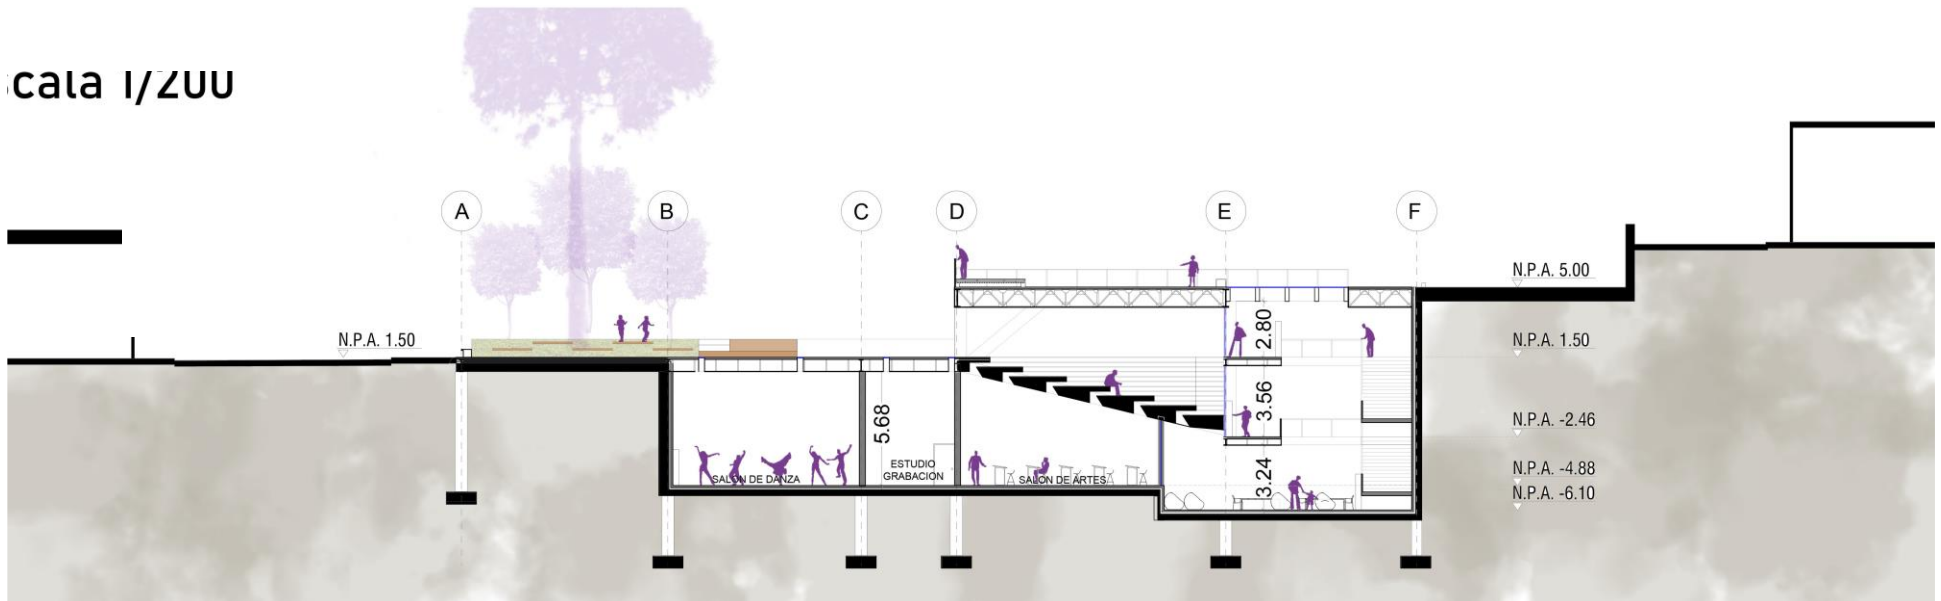 scala 1/200
A
B
C
D
E
F
N.P.A. 5.00
N.P.A. 1.50
N.P.A. 1.50
2.80
3.56
5.68
N.P.A. -2.46
ESTUDIO
GRABACION
SALON DE DANZA
SALON DE ARTES
3.24
N.P.A. -4.88
N.P.A. -6.10